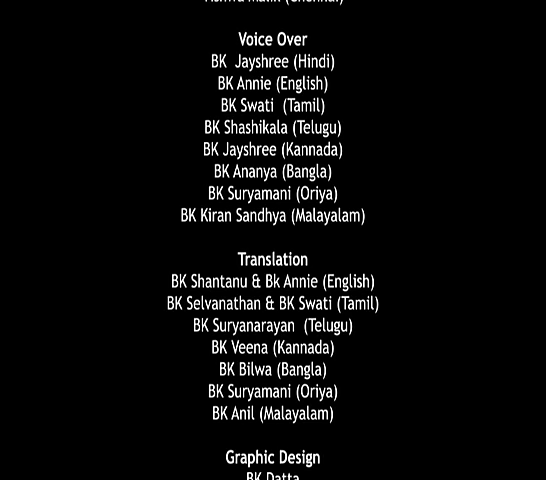 Voice Over
BK Jayshree (Hindi)
BK Annie (English)
BK Swati (Tamil)
BK Shashikala (Telugu)
BK Jayshree (Kannada)
BK Ananya (Bangla)
BK Suryamani (Oriya)
BK Kiran Sandhya (Malayalam)
Translation
BK Shantanu & Bk Annie (English)
BK Selvanathan & BK Swati (Tamil)
BK Suryanarayan (Telugu)
BK Veena (Kannada)
BK Bilwa (Bangla)
BK Suryamani (Oriya)
BK Anil (Malayalam)
Graphic Design
BK Datta